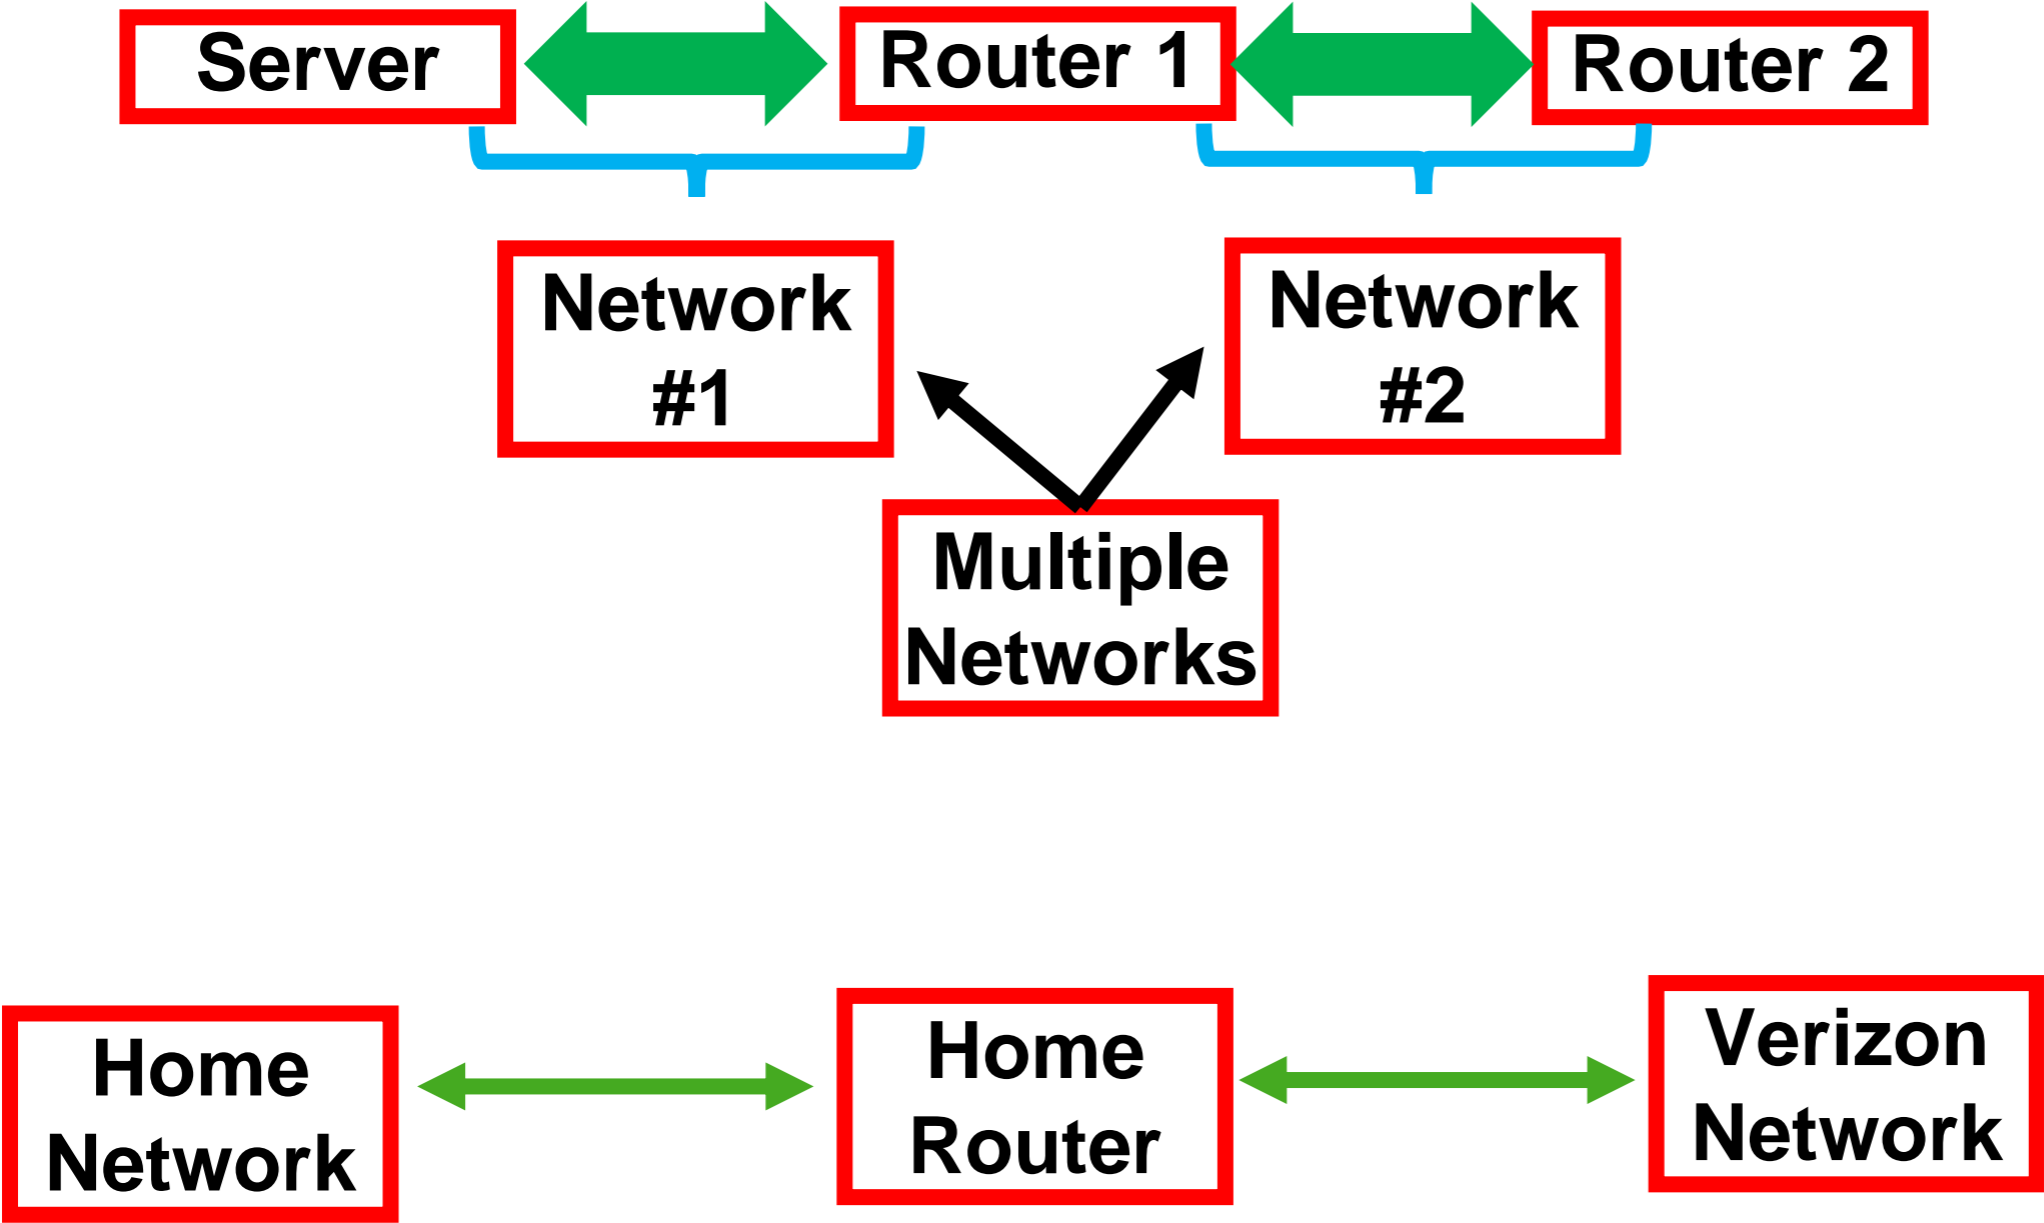 Server
Router 1
Router 2
Network
#1
Network
#2
Multiple
Networks
Home
Network
Home
Router
Verizon
Network